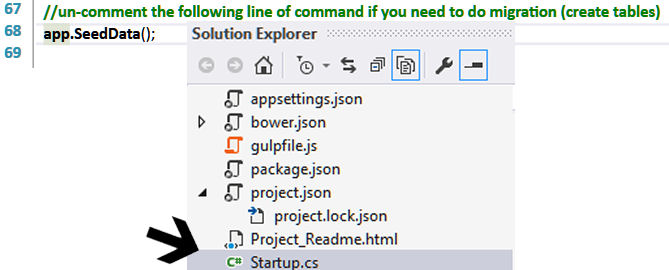 67 //un-comment the following line of command if you need to do migration (create tables)
68 app.SeedData();
69
Solution Explorer
appsettings.json
bower.json
gulpfile.js
package.json
project.json
project.lock.json
Project_Readme.html
C# Startup.cs